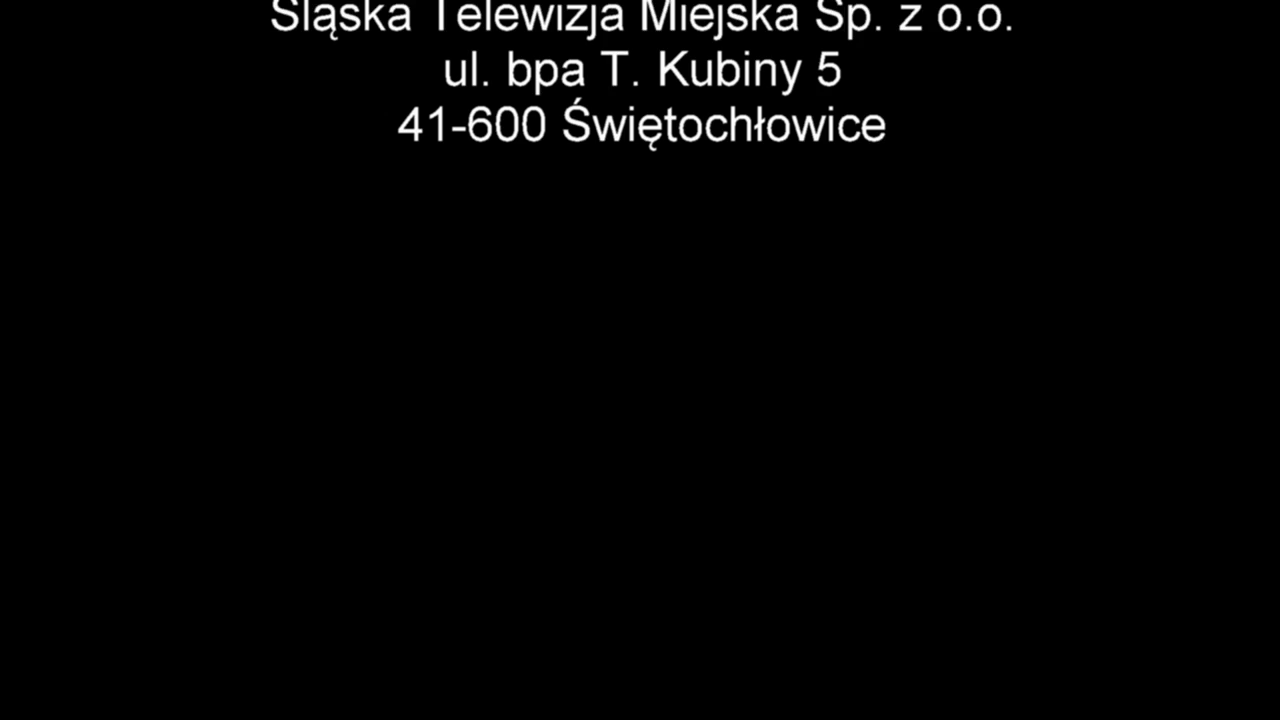 Śląska Telewizja Miejska Sp. z o.o.
ul. bpa T. Kubiny 5
41-600 Świętochłowice